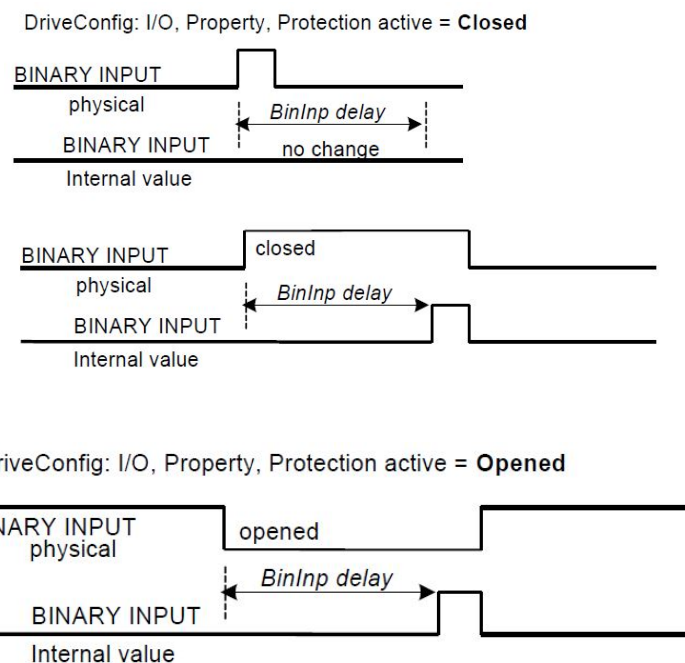 DriveConfig: I/O, Property, Protection active = Closed
BINARY INPUT
physical
BinInp delay
BINARY INPUT
no change
Internal value
closed
BINARY INPUT
physical
BinInp delay
BINARY INPUT
Internal value
riveConfig: I/O, Property, Protection active = Opened
NARY INPUT
opened
physical
BinInp delay
BINARY INPUT
Internal value